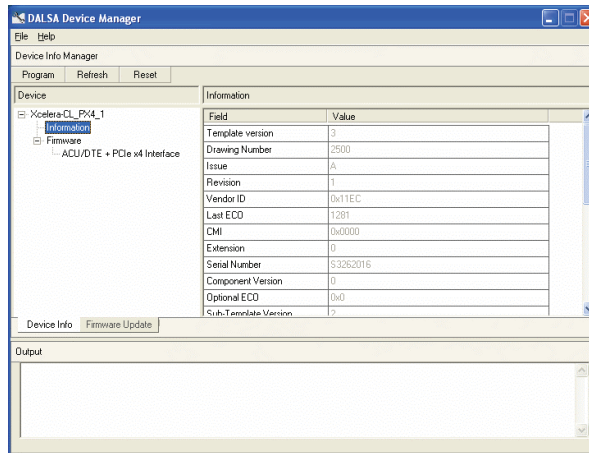 DALSA Device Manager
File Help
Device Info Manager
Program Refresh Reset
Device Information
Xcelera-CL_PX4_1
Information
Firmware
ACU/DTE + PCIe x4 Interface
Field Value
Template version 3
Drawing Number 2500
Issue A
Revision 1
Vendor ID 0x11EC
Last ECO 1281
CMI 0x0000
Extension 0
Serial Number S3262016
Component Version 0
Optional ECO 0x0
Sub-Template Version 2
Device Info Firmware Update
Output